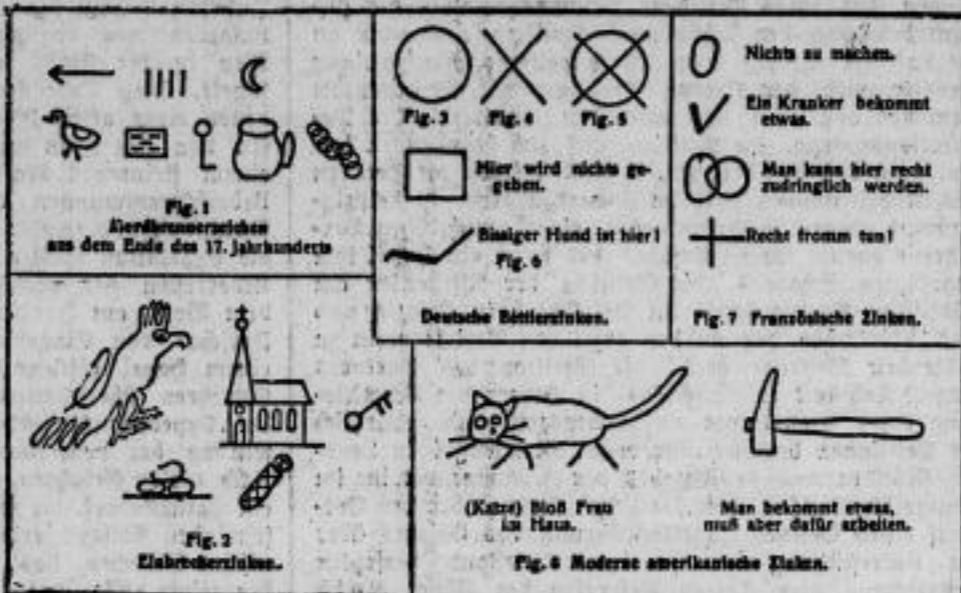 Fig. 1
Mordbrennerzeichen
aus dem Ende des 17. Jahrhunderts
Fig. 3 Fig. 4 Fig. 5
Hier wird nichts ge-
geben.
Bissiger Hund ist hier!
Fig. 6
Deutsche Bettlerzinken.
Nichts zu machen.
Ein Kranker bekommt
etwas.
Man kann hier recht
zudringlich werden.
Recht fromm tun!
Fig. 7 Französische Zinken.
Fig. 2
Einbrecherzinken.
(Katze) Bloß Frau
im Haus.
Man bekommt etwas,
muß aber dafür arbeiten.
Fig. 8 Moderne amerikanische Zinken.